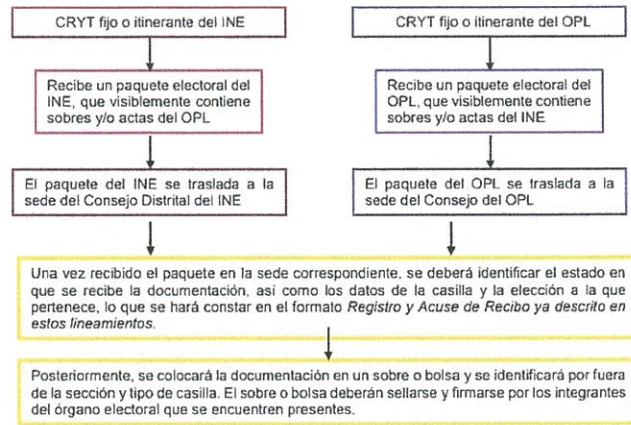 CRYT fijo o itinerante del INE
CRYT fijo o itinerante del OPL
Recibe un paquete electoral del
INE, que visiblemente contiene
sobres y/o actas del OPL
Recibe un paquete electoral del
OPL, que visiblemente contiene
sobres y/o actas del INE
El paquete del INE se traslada a la
sede del Consejo Distrital del INE
El paquete del OPL se traslada a la
sede del Consejo del OPL
Una vez recibido el paquete en la sede correspondiente, se deberá identificar el estado en
que se recibe la documentación, así como los datos de la casilla y la elección a la que
pertenece, lo que se hará constar en el formato Registro y Acuse de Recibo ya descrito en
estos lineamientos.
Posteriormente, se colocará la documentación en un sobre o bolsa y se identificará por fuera
de la sección y tipo de casilla. El sobre o bolsa deberán sellarse y firmarse por los integrantes
del órgano electoral que se encuentren presentes.